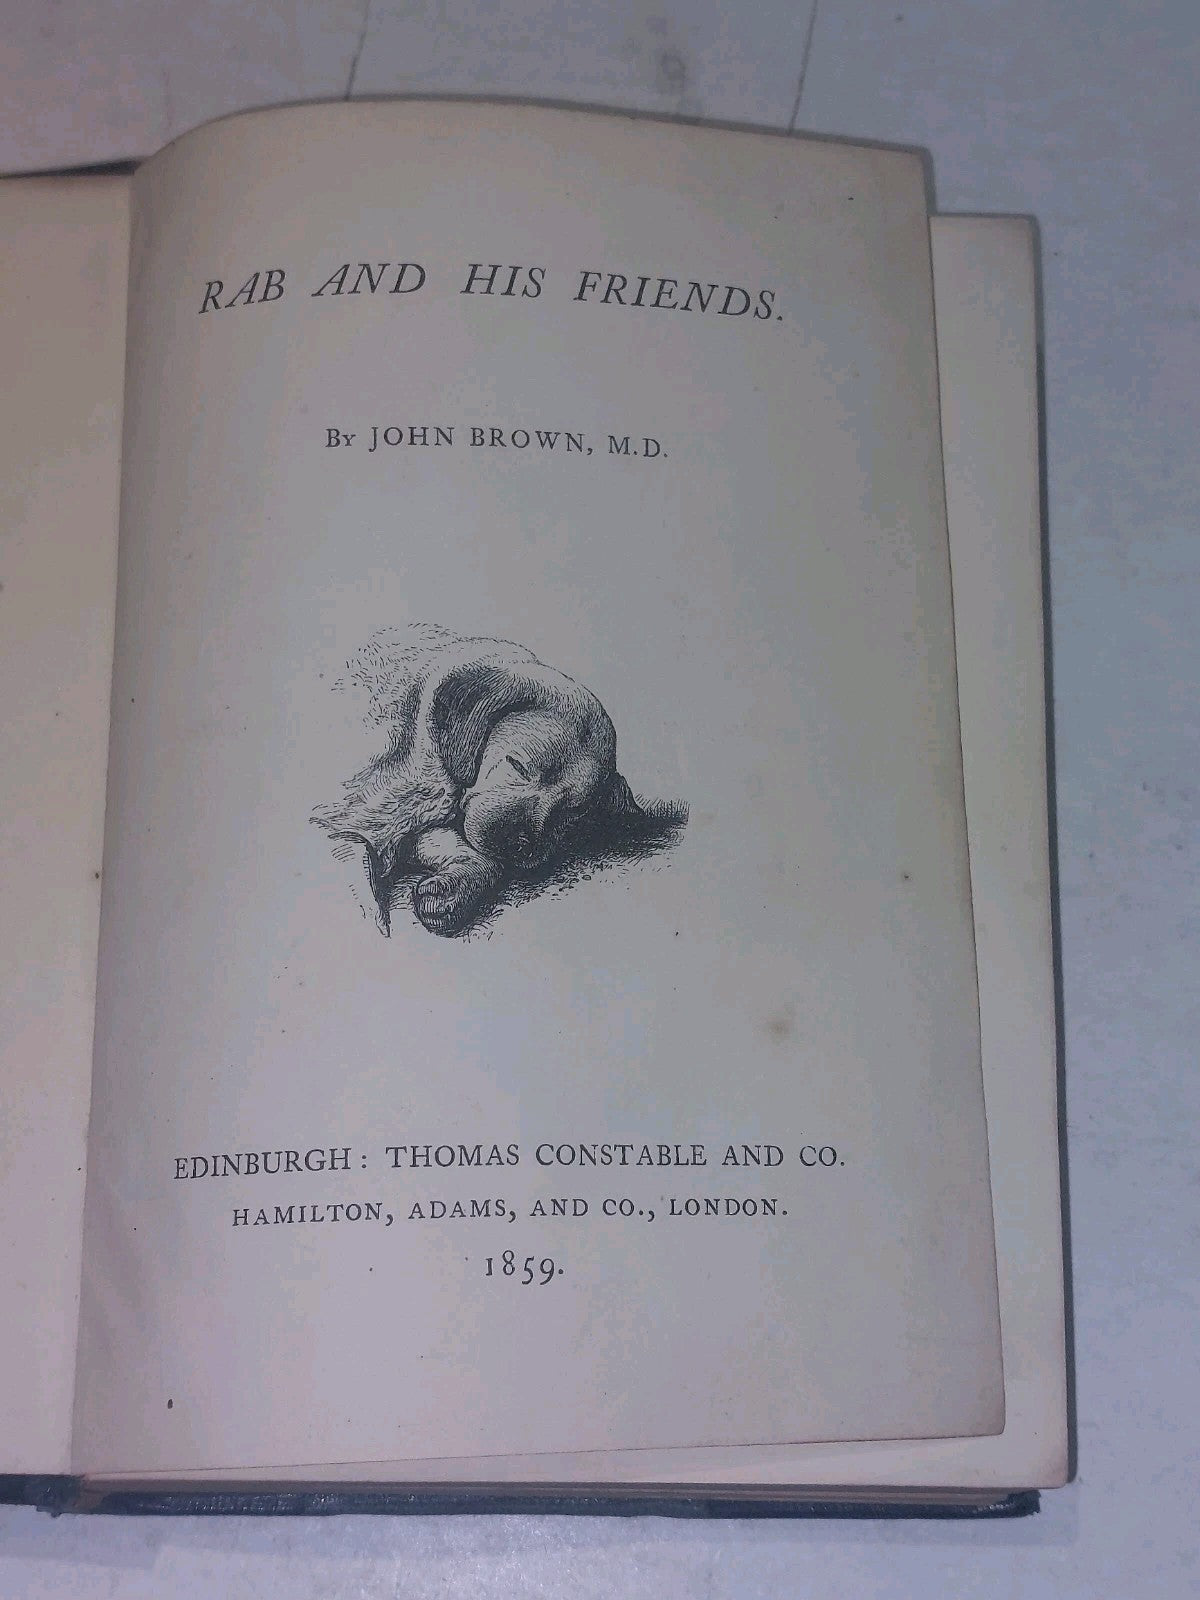 RAB AND HIS FRIENDS.
By JOHN BROWN, M.D.
EDINBURGH: THOMAS CONSTABLE AND CO.
HAMILTON, ADAMS, AND CO., LONDON.
1859.